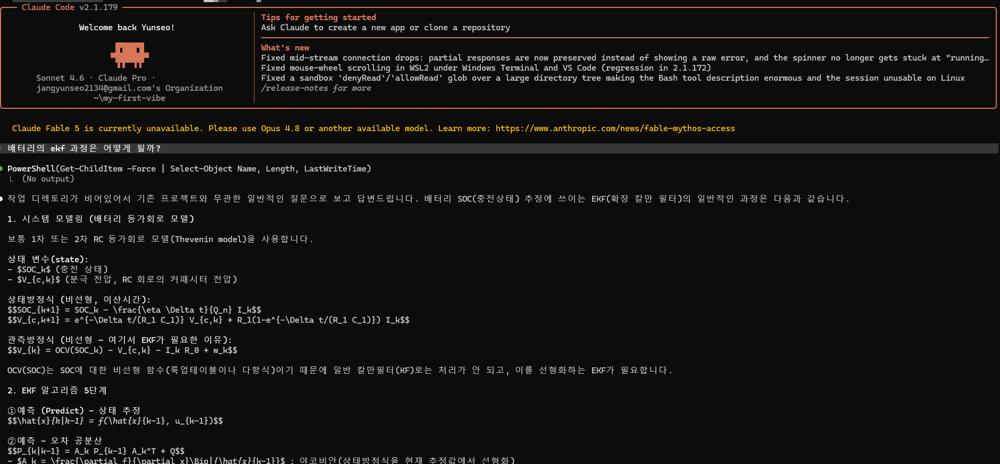 Claude Code v2.1.179
Welcome back Yunseo!
Sonnet 4.6 · Claude Pro ·
jangyunseo2134@gmail.com's Organization
~\my-first-vibe
Tips for getting started
Ask Claude to create a new app or clone a repository
What's new
Fixed mid-stream connection drops: partial responses are now preserved instead of showing a raw error, and the spinner no longer gets stuck at "running…
Fixed mouse-wheel scrolling in WSL2 under Windows Terminal and VS Code (regression in 2.1.172)
Fixed a sandbox `denyRead`/`allowRead` glob over a large directory tree making the Bash tool description enormous and the session unusable on Linux
/release-notes for more
Claude Fable 5 is currently unavailable. Please use Opus 4.8 or another available model. Learn more: https://www.anthropic.com/news/fable-mythos-access
배터리의 ekf 과정은 어떻게 될까?
PowerShell(Get-ChildItem -Force | Select-Object Name, Length, LastWriteTime)
└ (No output)
작업 디렉토리가 비어있어서 기존 프로젝트와 무관한 일반적인 질문으로 보고 답변드립니다. 배터리 SOC(충전상태) 추정에 쓰이는 EKF(확장 칼만 필터)의 일반적인 과정은 다음과 같습니다.
1. 시스템 모델링 (배터리 등가회로 모델)
보통 1차 또는 2차 RC 등가회로 모델(Thevenin model)을 사용합니다.
상태 변수(state):
- $SOC_k$ (충전 상태)
- $V_{c,k}$ (분극 전압, RC 회로의 커패시터 전압)
상태방정식 (비선형, 이산시간):
$$SOC_{k+1} = SOC_k - \frac{\eta \Delta t}{Q_n} I_k$$
$$V_{c,k+1} = e^{-\Delta t/(R_1 C_1)} V_{c,k} + R_1(1-e^{-\Delta t/(R_1 C_1)}) I_k$$
관측방정식 (비선형 — 여기서 EKF가 필요한 이유):
$$V_{k} = OCV(SOC_k) - V_{c,k} - I_k R_0 + w_k$$
OCV(SOC)는 SOC에 대한 비선형 함수(룩업테이블이나 다항식)이기 때문에 일반 칼만필터(KF)로는 처리가 안 되고, 이를 선형화하는 EKF가 필요합니다.
2. EKF 알고리즘 5단계
①예측 (Predict) - 상태 추정
$$\hat{x}{k|k-1} = f(\hat{x}{k-1}, u_{k-1})$$
②예측 - 오차 공분산
$$P_{k|k-1} = A_k P_{k-1} A_k^T + Q$$
- $A_k = \frac{\partial f}{\partial x}\Big|{\hat{x}{k-1}}$ : 야코비안(상태방정식을 현재 추정값에서 선형화)